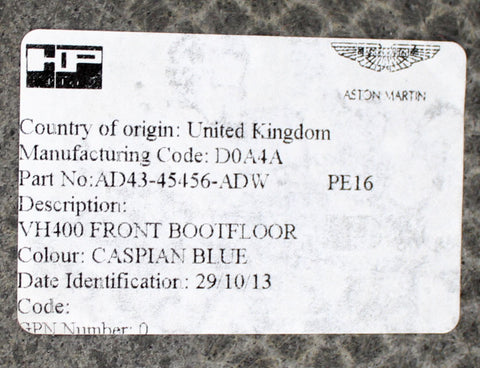 HP
ASTON MARTIN
Country of origin: United Kingdom
Manufacturing Code: D0A4A
Part No:AD43-45456-ADW PE16
Description:
VH400 FRONT BOOTFLOOR
Colour: CASPIAN BLUE
Date Identification: 29/10/13
Code:
GPN Number: 0